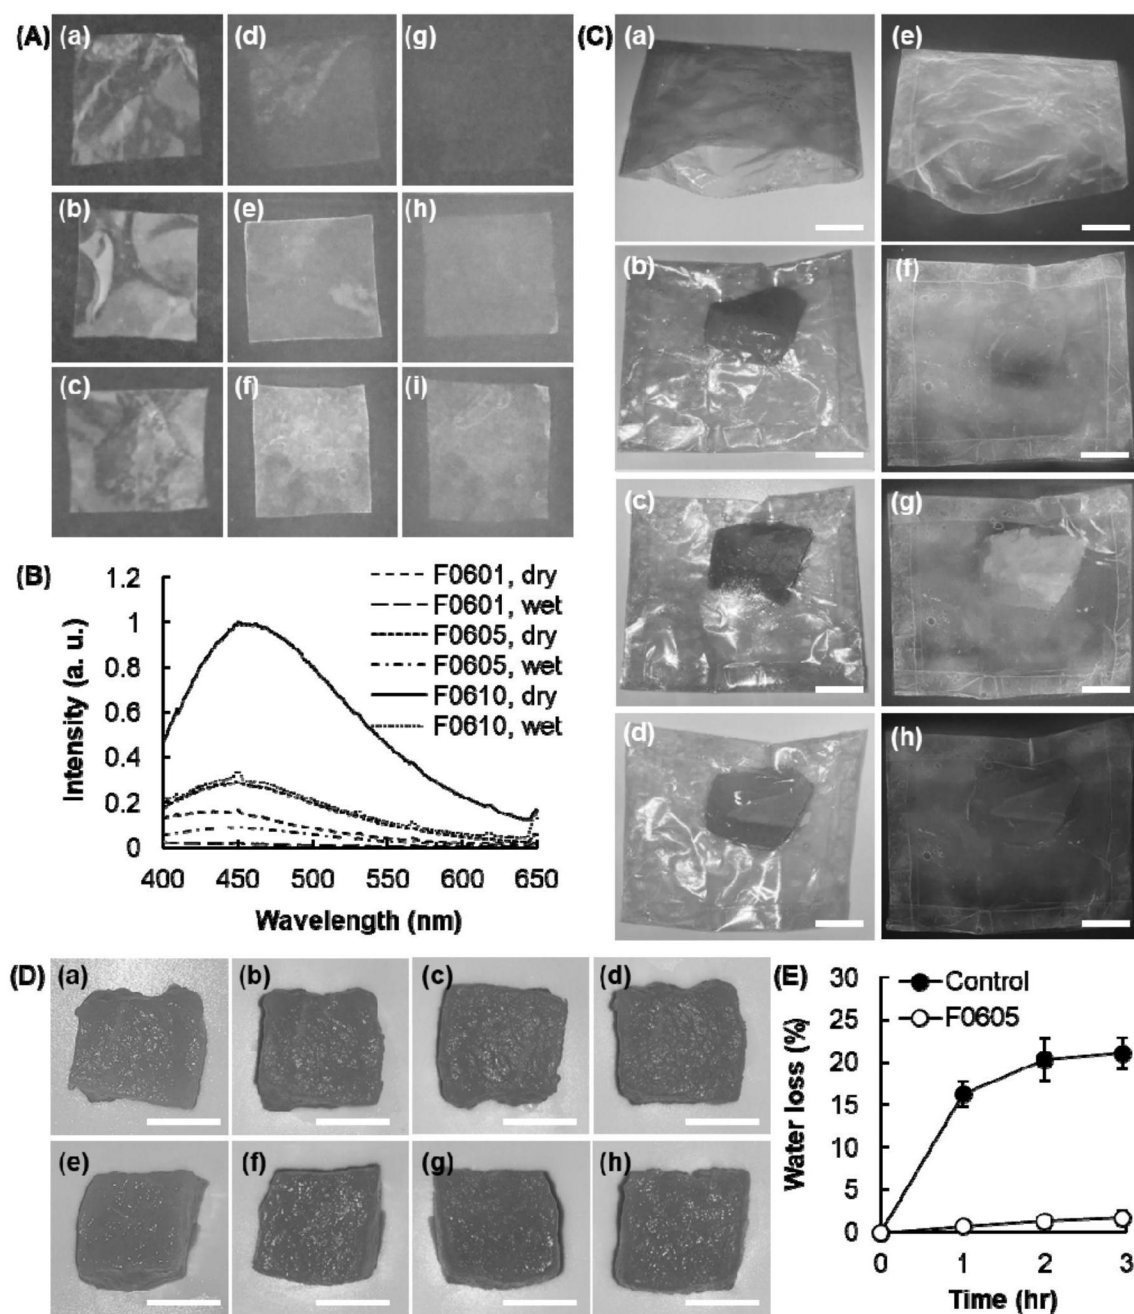 (A)
(a)
(d)
(g)
(b)
(e)
(h)
(c)
(f)
(i)
(B)
1.2
1
0.8
0.6
0.4
0.2
0
Intensity (a. u.)
F0601, dry
F0601, wet
F0605, dry
F0605, wet
F0610, dry
F0610, wet
400 450 500 550 600 650
Wavelength (nm)
(C)
(a)
(e)
(b)
(f)
(c)
(g)
(d)
(h)
(D)
(a)
(b)
(c)
(d)
(e)
(f)
(g)
(h)
(E)
30
25
20
15
10
5
0
Water loss (%)
Control
F0605
0 1 2 3
Time (hr)